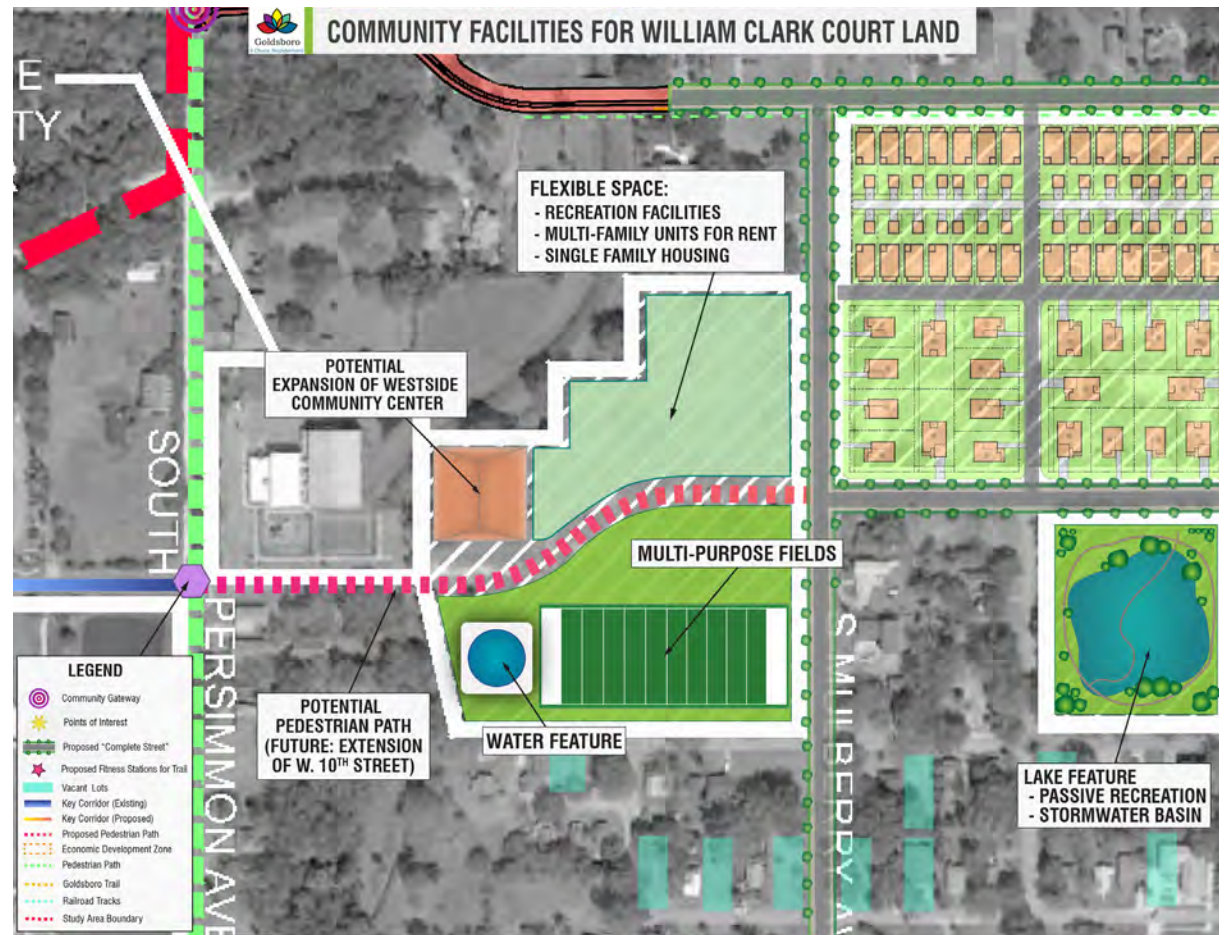 Goldsboro
COMMUNITY FACILITIES FOR WILLIAM CLARK COURT LAND
E
TY
FLEXIBLE SPACE:
- RECREATION FACILITIES
- MULTI-FAMILY UNITS FOR RENT
- SINGLE FAMILY HOUSING
POTENTIAL
EXPANSION OF WESTSIDE
COMMUNITY CENTER
SOUTH
MULTI-PURPOSE FIELDS
PERSIMMON AVE
POTENTIAL
PEDESTRIAN PATH
(FUTURE: EXTENSION
OF W. 10TH STREET)
WATER FEATURE
S MULBERRY AV
LAKE FEATURE
- PASSIVE RECREATION
- STORMWATER BASIN
LEGEND
Community Gateway
Points of Interest
Proposed "Complete Street"
Proposed Fitness Stations for Trail
Vacant Lots
Key Corridor (Existing)
Key Corridor (Proposed)
Proposed Pedestrian Path
Economic Development Zone
Pedestrian Path
Goldsboro Trail
Railroad Tracks
Study Area Boundary